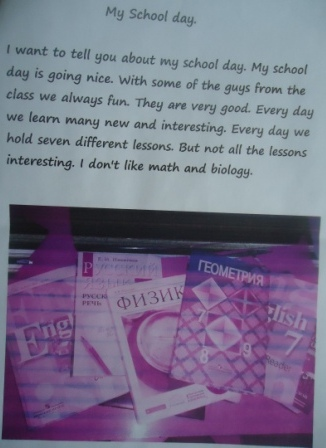 My School day.
I want to tell you about my school day. My school
day is going nice. With some of the guys from the
class we always fun. They are very good. Every day
we learn many new and interesting. Every day we
hold seven different lessons. But not all the lessons
interesting. I don't like math and biology.
РУССКАЯ
РЕЧЬ
ФИЗИК
ГЕОМЕТРИЯ
7
8
9
Engl
glish
7